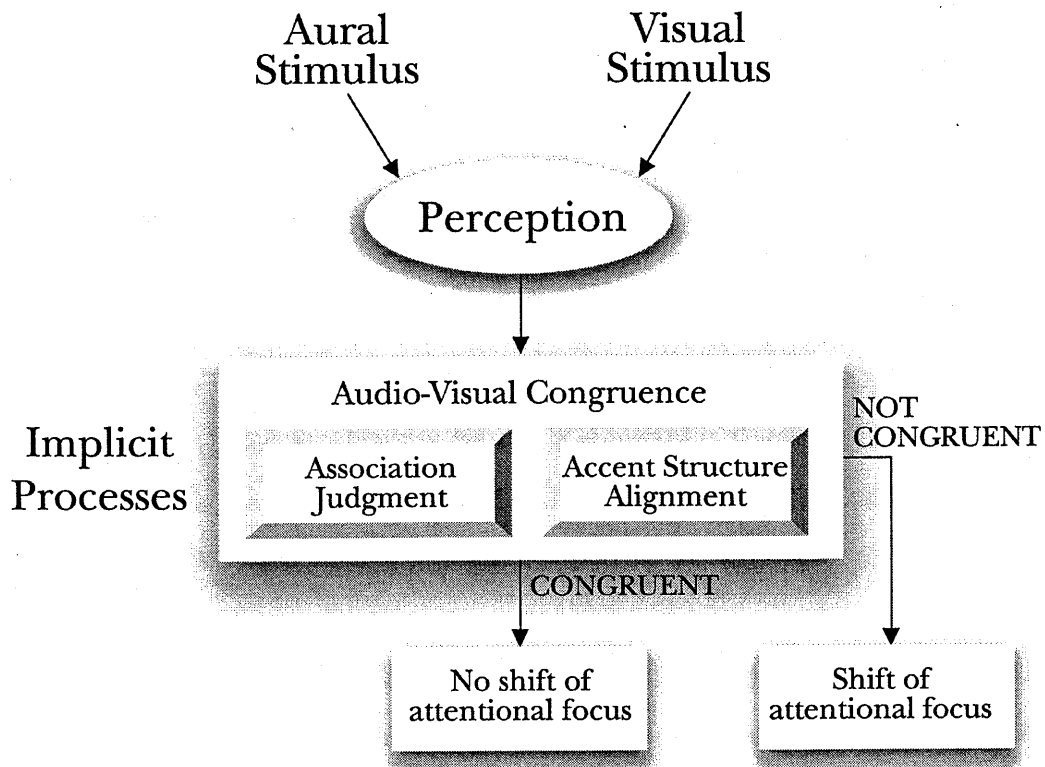 Aural
Stimulus
Visual
Stimulus
Perception
Implicit
Processes
Audio-Visual Congruence
Association
Judgment
Accent Structure
Alignment
NOT
CONGRUENT
CONGRUENT
No shift of
attentional focus
Shift of
attentional focus